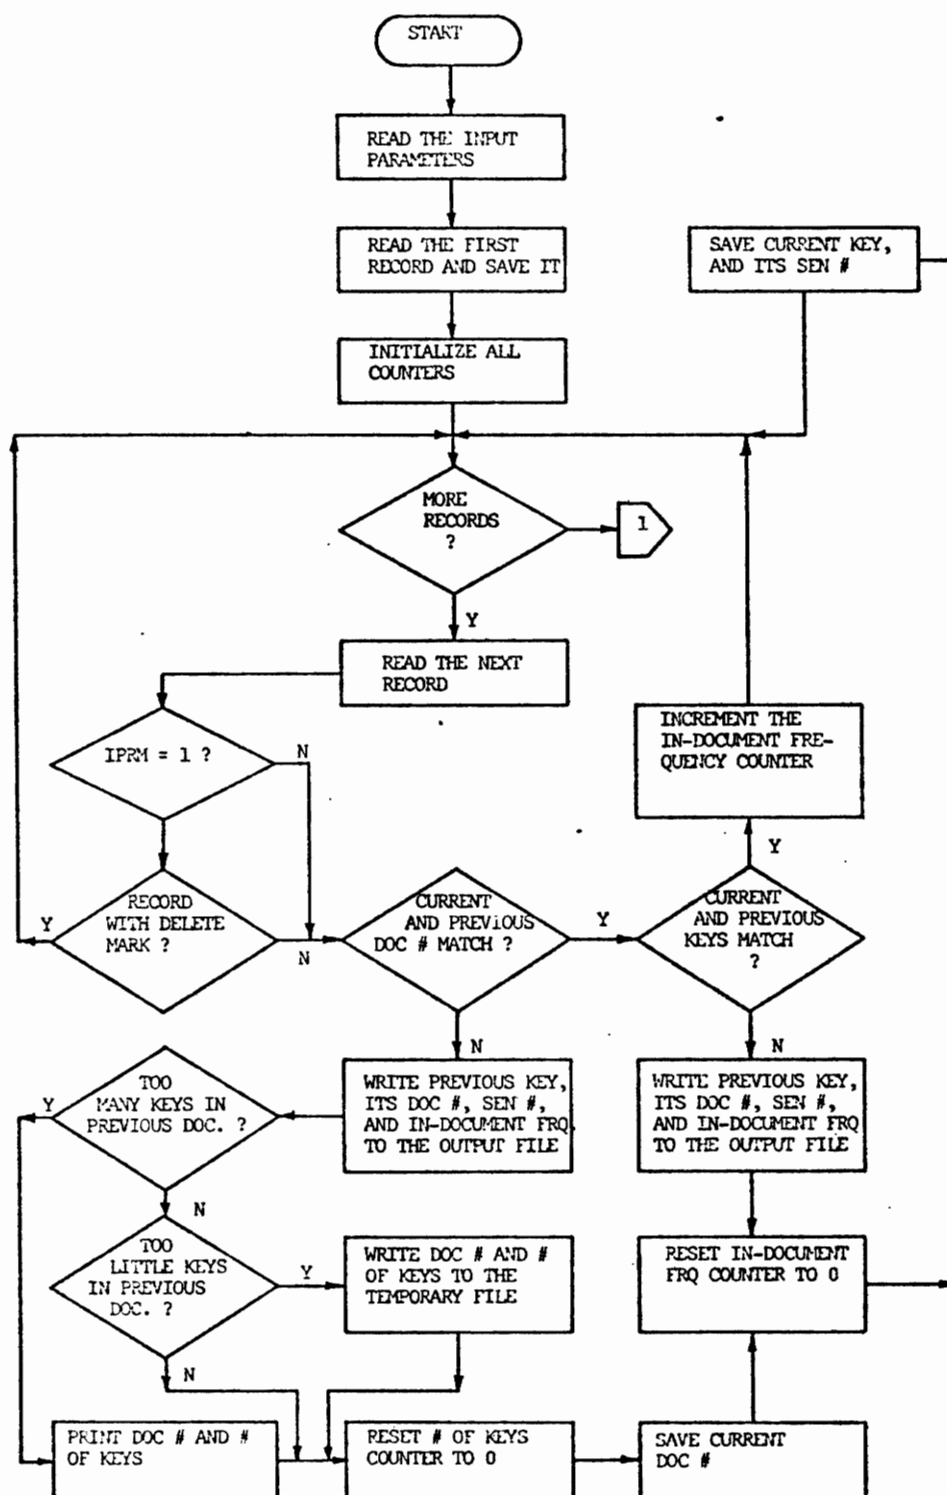 START
READ THE INPUT
PARAMETERS
READ THE FIRST
RECORD AND SAVE IT
SAVE CURRENT KEY,
AND ITS SEN #
INITIALIZE ALL
COUNTERS
MORE
RECORDS
?
1
Y
READ THE NEXT
RECORD
INCREMENT THE
IN-DOCUMENT FRE-
QUENCY COUNTER
IPRM = 1 ?
N
Y
RECORD
WITH DELETE
MARK ?
Y
N
CURRENT
AND PREVIOUS
DOC # MATCH ?
Y
CURRENT
AND PREVIOUS
KEYS MATCH
?
N
N
TOO
MANY KEYS IN
PREVIOUS DOC. ?
Y
WRITE PREVIOUS KEY,
ITS DOC #, SEN #,
AND IN-DOCUMENT FRQ
TO THE OUTPUT FILE
WRITE PREVIOUS KEY,
ITS DOC #, SEN #,
AND IN-DOCUMENT FRQ
TO THE OUTPUT FILE
N
TOO
LITTLE KEYS
IN PREVIOUS
DOC. ?
Y
WRITE DOC # AND #
OF KEYS TO THE
TEMPORARY FILE
RESET IN-DOCUMENT
FRQ COUNTER TO 0
N
PRINT DOC # AND #
OF KEYS
RESET # OF KEYS
COUNTER TO 0
SAVE CURRENT
DOC #